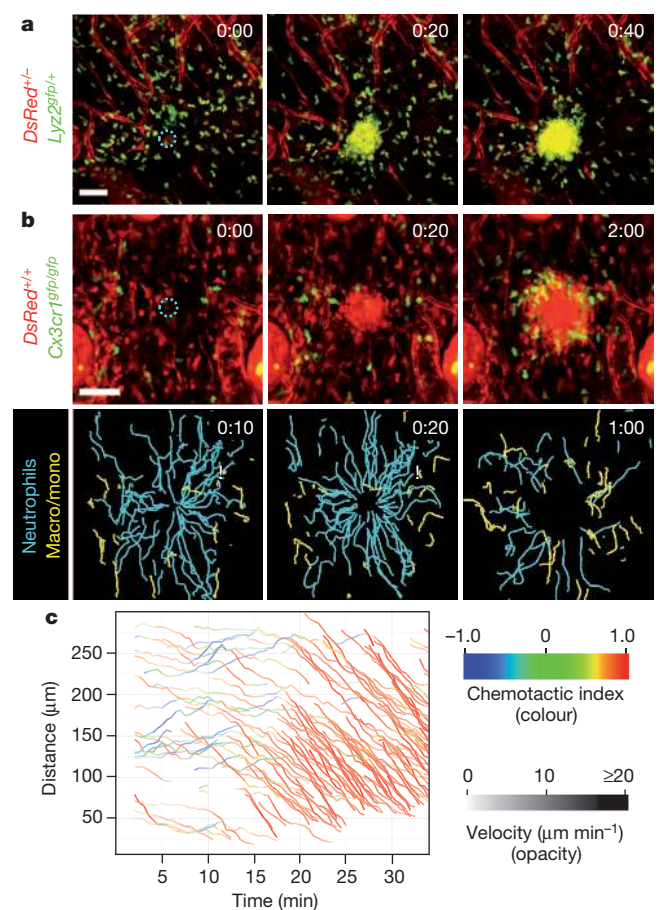 a
DsRed+/–
Lyz2gfp/+
0:00
0:20
0:40
b
DsRed+/+
Cx3cr1gfp/gfp
0:00
0:20
2:00
Neutrophils
Macro/mono
0:10
0:20
1:00
c
Distance (µm)
250
200
150
100
50
5
10
15
20
25
30
Time (min)
–1.0
0
1.0
Chemotactic index
(colour)
0
10
≥20
Velocity (µm min–1)
(opacity)